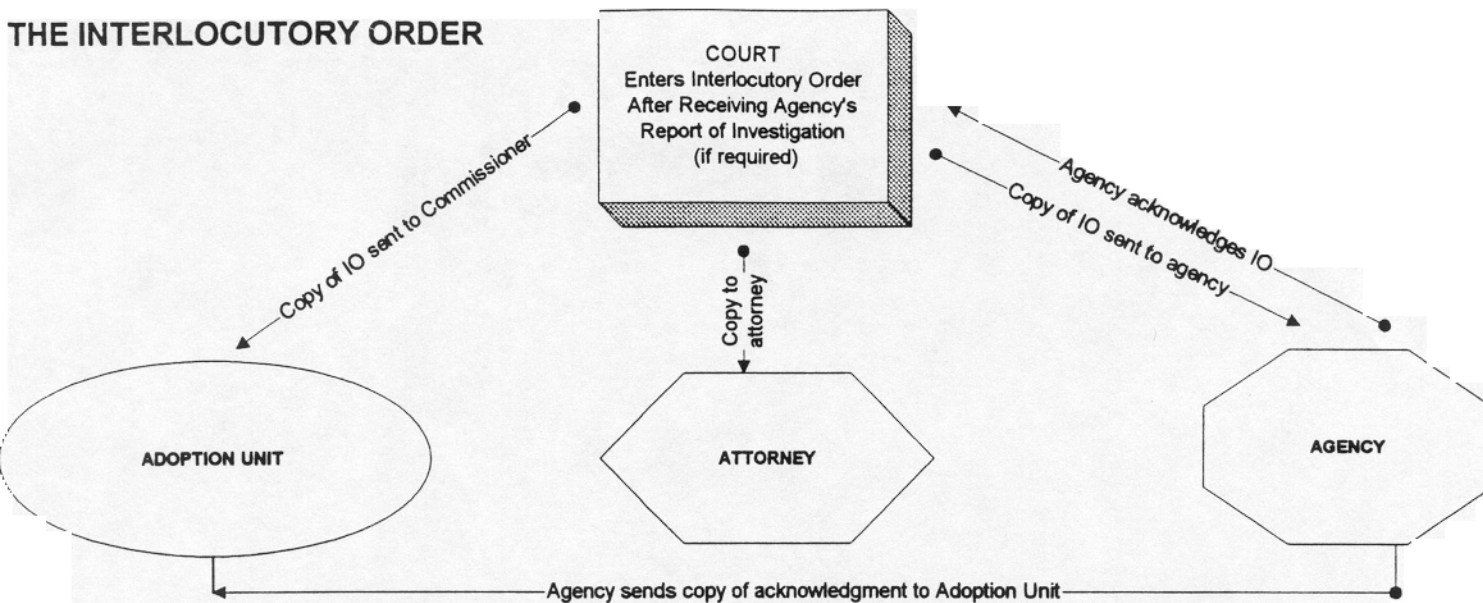 THE INTERLOCUTORY ORDER
COURT
Enters Interlocutory Order
After Receiving Agency's
Report of Investigation
(if required)
Copy of IO sent to Commissioner
Copy to
attorney
Agency acknowledges IO
Copy of IO sent to agency
ADOPTION UNIT
ATTORNEY
AGENCY
Agency sends copy of acknowledgment to Adoption Unit